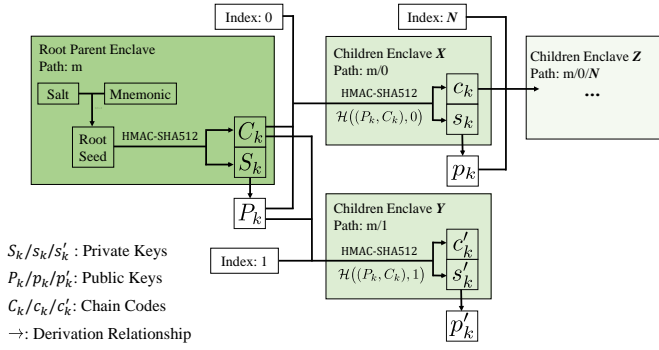 Index: 0
Index: N
Root Parent Enclave
Path: m
Salt
Mnemonic
Root
Seed
HMAC-SHA512
C_k
S_k
P_k
Children Enclave X
Path: m/0
HMAC-SHA512
ℋ((P_k, C_k), 0)
c_k
s_k
p_k
Children Enclave Z
Path: m/0/N
...
Index: 1
Children Enclave Y
Path: m/1
HMAC-SHA512
ℋ((P_k, C_k), 1)
c'_k
s'_k
p'_k
S_k/s_k/s'_k: Private Keys
P_k/p_k/p'_k: Public Keys
C_k/c_k/c'_k: Chain Codes
→: Derivation Relationship